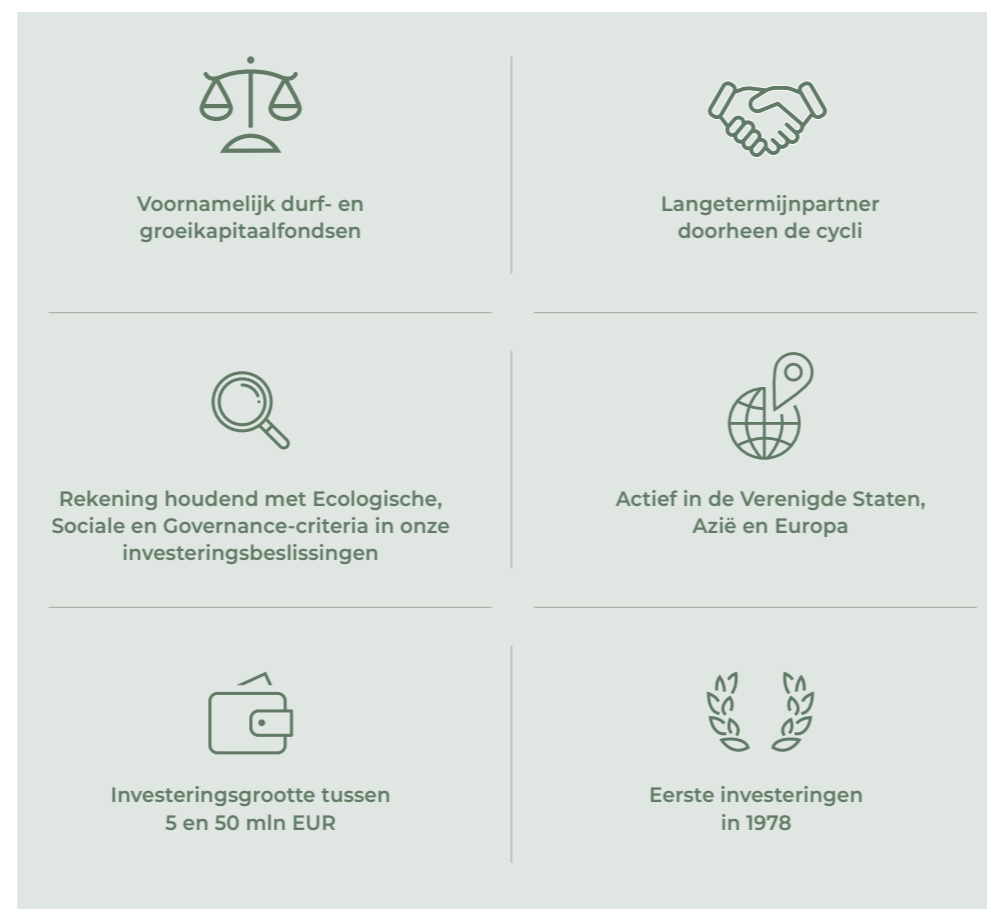 Voornamelijk durf- en
groeikapitaalfondsen
Langetermijnpartner
doorheen de cycli
Rekening houdend met Ecologische,
Sociale en Governance-criteria in onze
investeringsbeslissingen
Actief in de Verenigde Staten,
Azië en Europa
Investeringsgrootte tussen
5 en 50 mln EUR
Eerste investeringen
in 1978